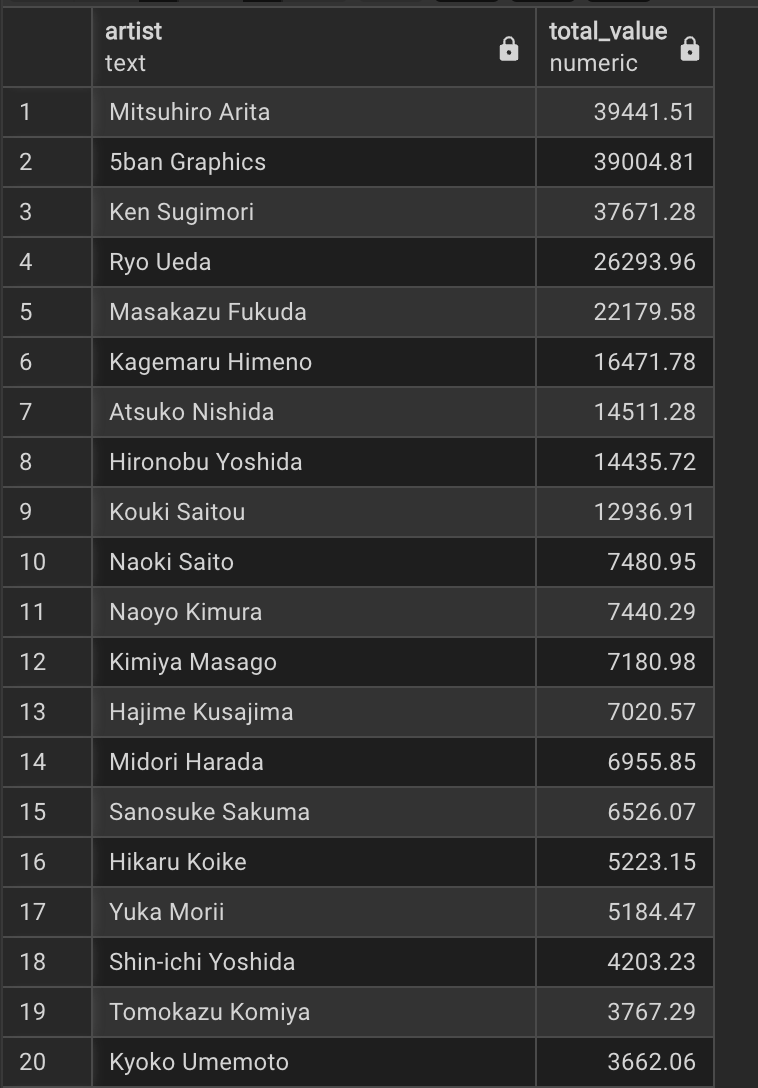 artist total_value
text numeric
1 Mitsuhiro Arita 39441.51
2 5ban Graphics 39004.81
3 Ken Sugimori 37671.28
4 Ryo Ueda 26293.96
5 Masakazu Fukuda 22179.58
6 Kagemaru Himeno 16471.78
7 Atsuko Nishida 14511.28
8 Hironobu Yoshida 14435.72
9 Kouki Saitou 12936.91
10 Naoki Saito 7480.95
11 Naoyo Kimura 7440.29
12 Kimiya Masago 7180.98
13 Hajime Kusajima 7020.57
14 Midori Harada 6955.85
15 Sanosuke Sakuma 6526.07
16 Hikaru Koike 5223.15
17 Yuka Morii 5184.47
18 Shin-ichi Yoshida 4203.23
19 Tomokazu Komiya 3767.29
20 Kyoko Umemoto 3662.06